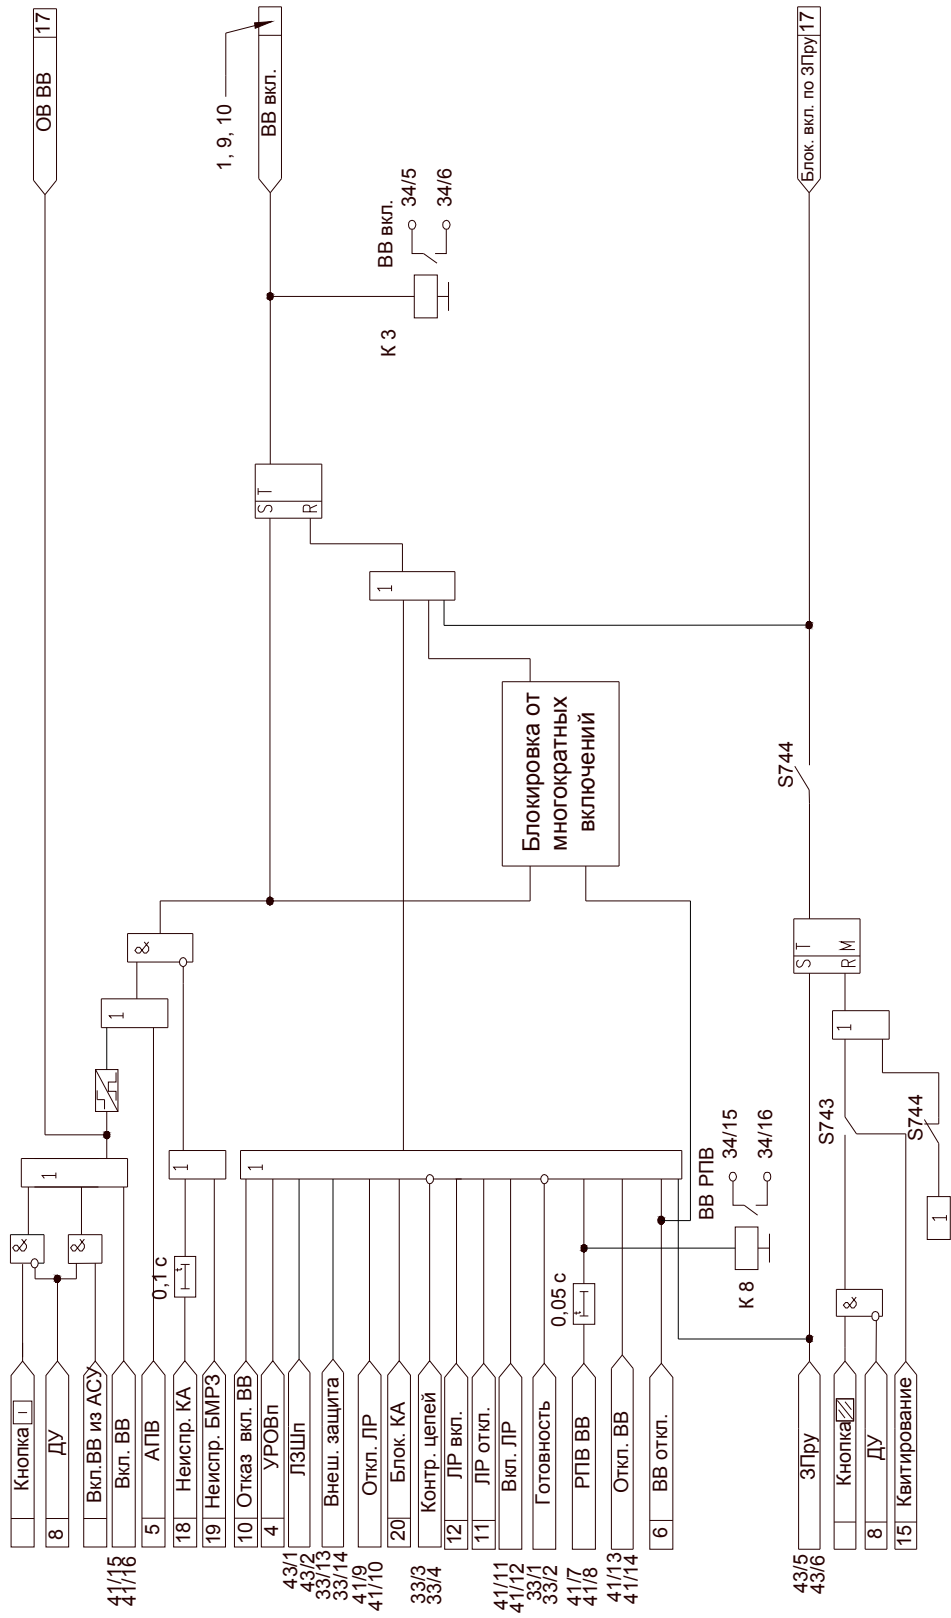 Кнопка I
8 ДУ
Вкл.ВВ из АСУ
41/15
41/16
Вкл. ВВ
5 АПВ
18 Неиспр. КА
19 Неиспр. БМРЗ
10 Отказ вкл. ВВ
4 УРОВп
43/1
43/2
ЛЗШп
33/13
33/14
Внеш. защита
41/9
41/10
Откл. ЛР
20 Блок. КА
33/3
33/4
Контр. цепей
12 ЛР вкл.
11 ЛР откл.
41/11
41/12
Вкл. ЛР
33/1
33/2
Готовность
41/7
41/8
РПВ ВВ
41/13
41/14
Откл. ВВ
6 ВВ откл.
43/5
43/6
ЗПру
Кнопка
8 ДУ
15 Квитирование
&
&
1
0,1 с
t
1
1
&
1
0,05 с
t
К 8
ВВ РПВ
34/15
34/16
&
1
S743
S744
1
S T
R M
S744
Блокировка от
многократных
включений
1
S T
R
К 3
ВВ вкл.
34/5
34/6
ОВ ВВ 17
1, 9, 10
ВВ вкл.
Блок. вкл. по ЗПру 17